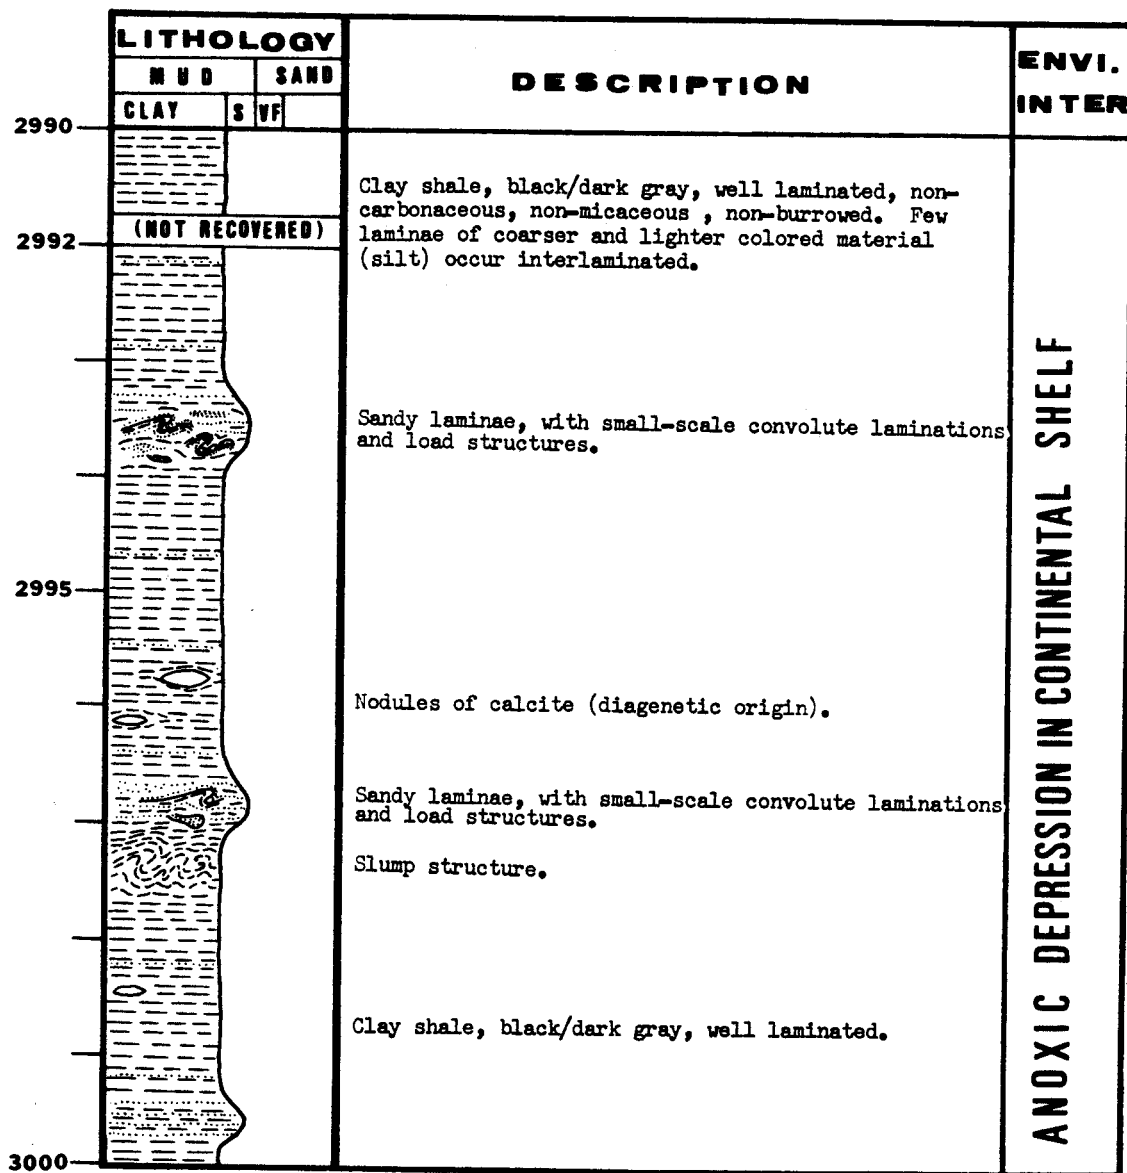 LITHOLOGY
MUD SAND
CLAY S VF
DESCRIPTION
ENVI.
INTER
2990
Clay shale, black/dark gray, well laminated, non-
carbonaceous, non-micaceous , non-burrowed. Few
laminae of coarser and lighter colored material
(silt) occur interlaminated.
(NOT RECOVERED)
2992
Sandy laminae, with small-scale convolute laminations
and load structures.
2995
Nodules of calcite (diagenetic origin).
Sandy laminae, with small-scale convolute laminations
and load structures.
Slump structure.
Clay shale, black/dark gray, well laminated.
3000
ANOXIC DEPRESSION IN CONTINENTAL SHELF